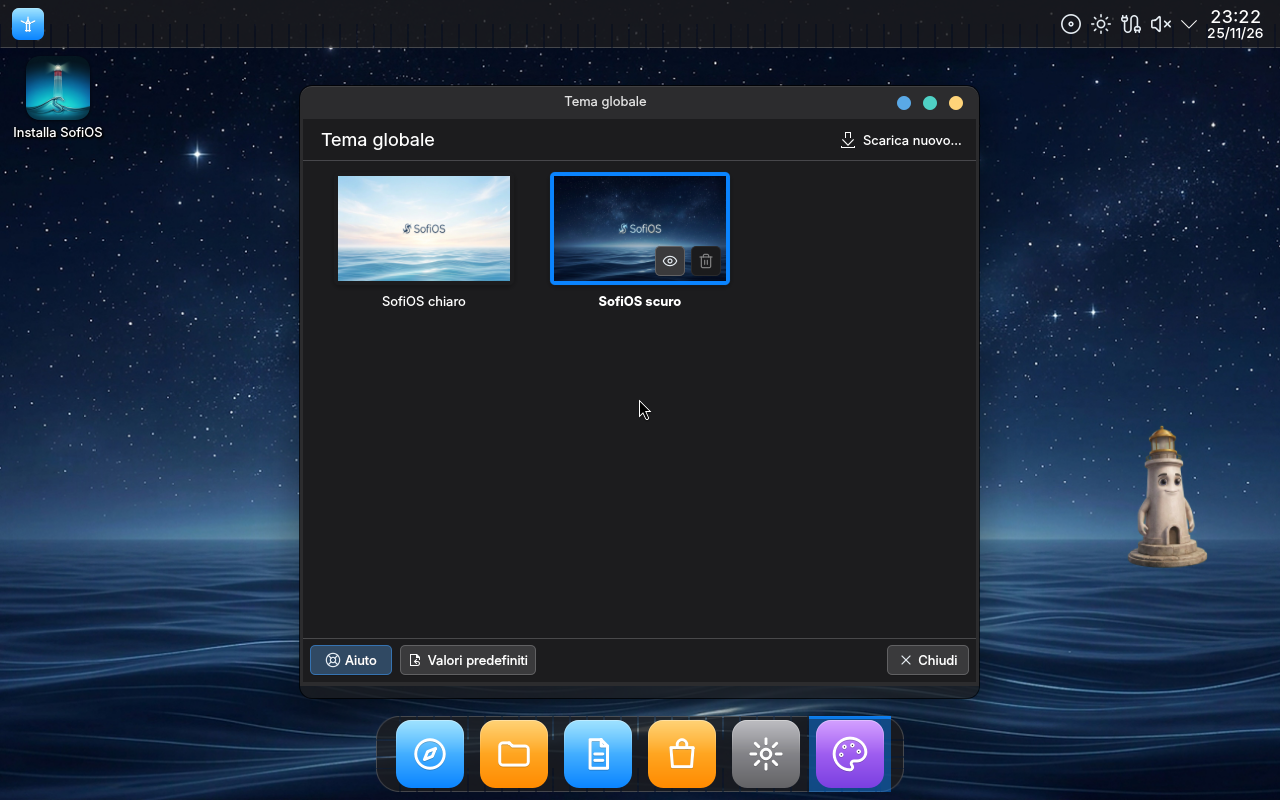 23:22
25/11/26
Installa SofiOS
Tema globale
Tema globale
Scarica nuovo...
SofiOS
SofiOS
SofiOS chiaro
SofiOS scuro
Aiuto
Valori predefiniti
Chiudi